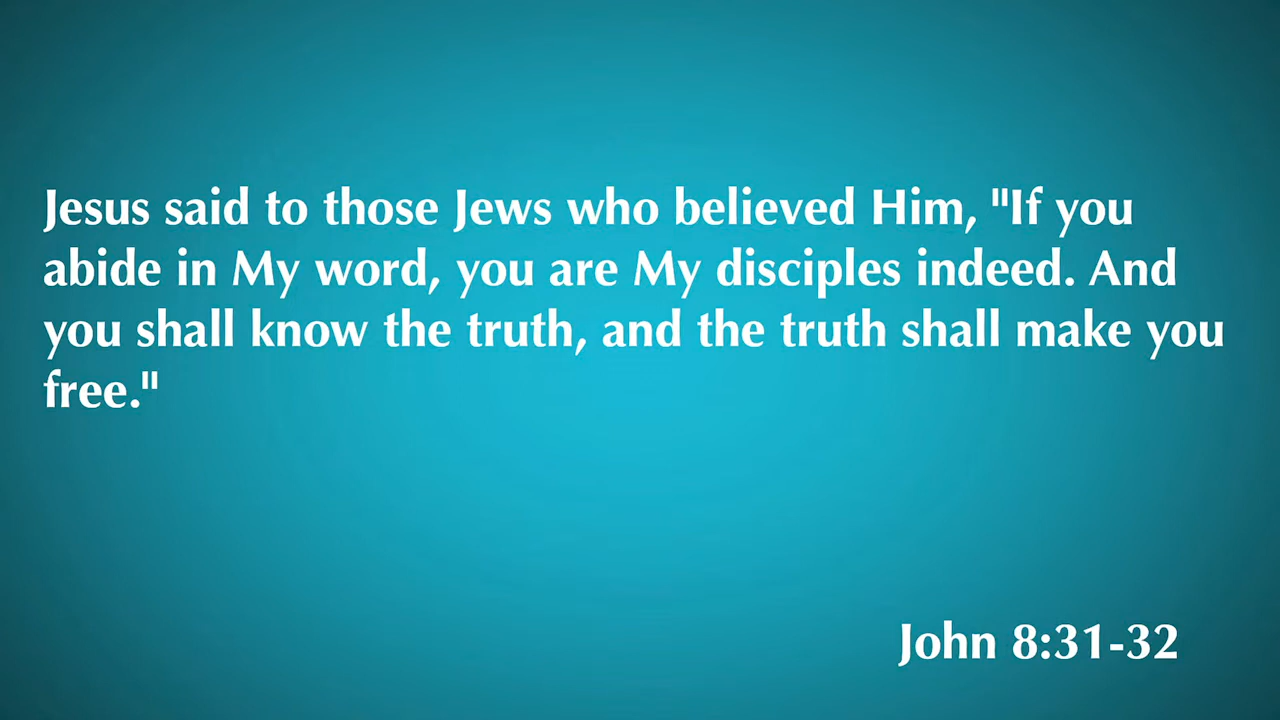 Jesus said to those Jews who believed Him, "If you
abide in My word, you are My disciples indeed. And
you shall know the truth, and the truth shall make you
free."
John 8:31-32